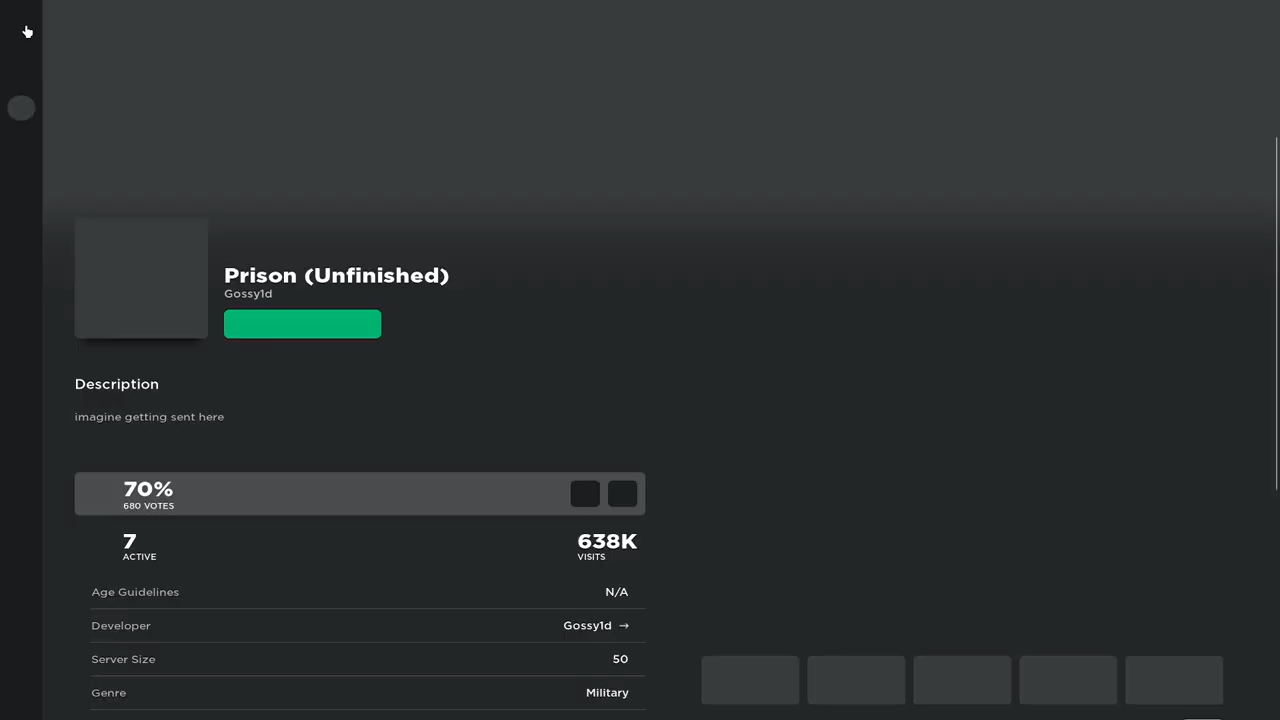 Prison (Unfinished)
Gossy1d
Description
imagine getting sent here
70%
680 VOTES
7
ACTIVE
638K
VISITS
Age Guidelines N/A
Developer Gossy1d →
Server Size 50
Genre Military